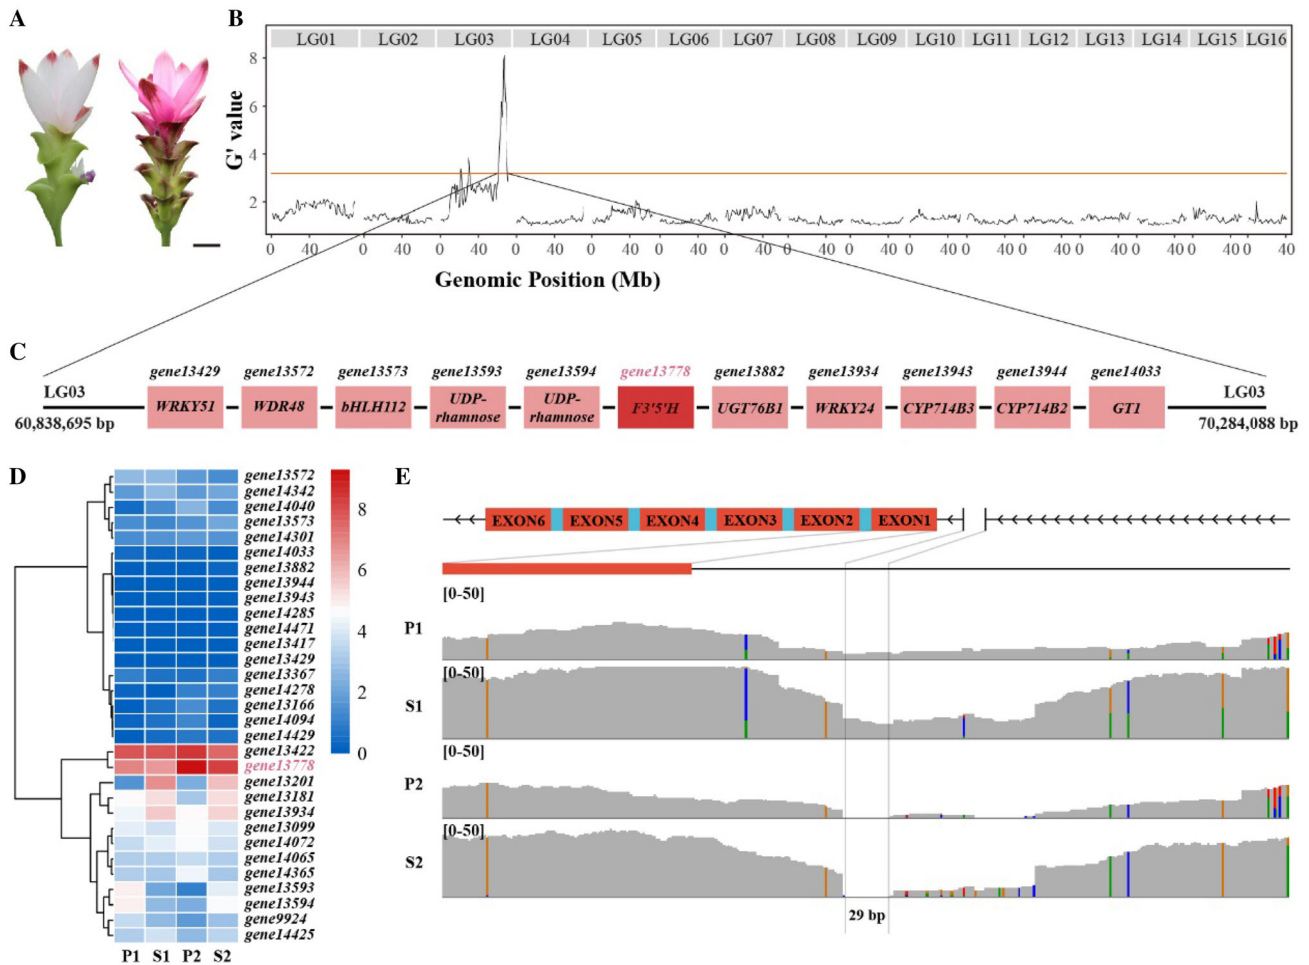 A
B
LG01 LG02 LG03 LG04 LG05 LG06 LG07 LG08 LG09 LG10 LG11 LG12 LG13 LG14 LG15 LG16
8
6
4
2
G' value
0 40 0 40 0 40 0 40 0 40 0 40 0 40 0 40 0 40 0 40 0 40 0 40 0 40 0 40 0 40 0 40
Genomic Position (Mb)
C
gene13429 gene13572 gene13573 gene13593 gene13594 gene13778 gene13882 gene13934 gene13943 gene13944 gene14033
LG03
WRKY51 WDR48 bHLH112 UDP-rhamnose UDP-rhamnose F3'5'H UGT76B1 WRKY24 CYP714B3 CYP714B2 GT1
LG03
60,838,695 bp
70,284,088 bp
D
gene13572
gene14342
gene14040
gene13573
gene14301
gene14033
gene13882
gene13944
gene13943
gene14285
gene14471
gene13417
gene13429
gene13367
gene14278
gene13166
gene14094
gene14429
gene13422
gene13778
gene13201
gene13181
gene13934
gene13099
gene14072
gene14065
gene14365
gene13593
gene13594
gene9924
gene14425
P1 S1 P2 S2
8
6
4
2
0
E
EXON6 EXON5 EXON4 EXON3 EXON2 EXON1
[0-50]
P1
[0-50]
S1
[0-50]
P2
[0-50]
S2
29 bp